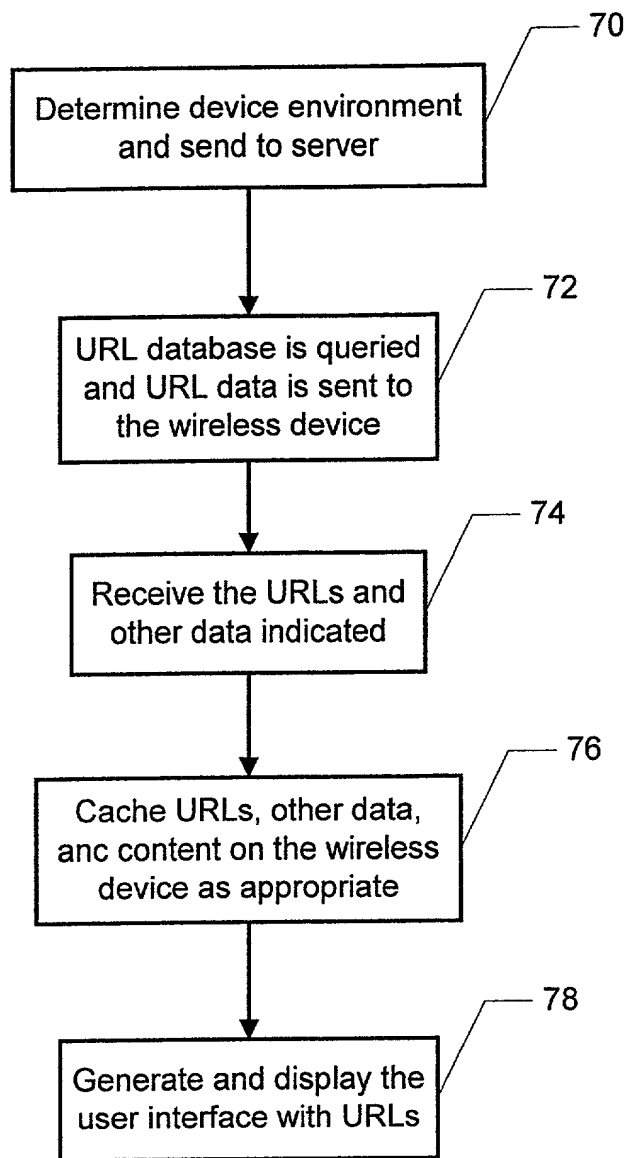 70
Determine device environment
and send to server
72
URL database is queried
and URL data is sent to
the wireless device
74
Receive the URLs and
other data indicated
76
Cache URLs, other data,
anc content on the wireless
device as appropriate
78
Generate and display the
user interface with URLs